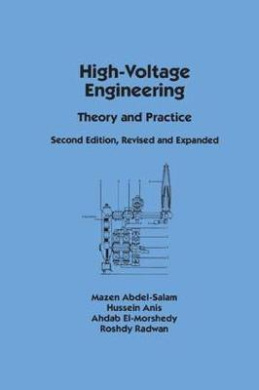 High-Voltage
Engineering
Theory and Practice
Second Edition, Revised and Expanded
Mazen Abdel-Salam
Hussein Anis
Ahdab El-Morshedy
Roshdy Radwan